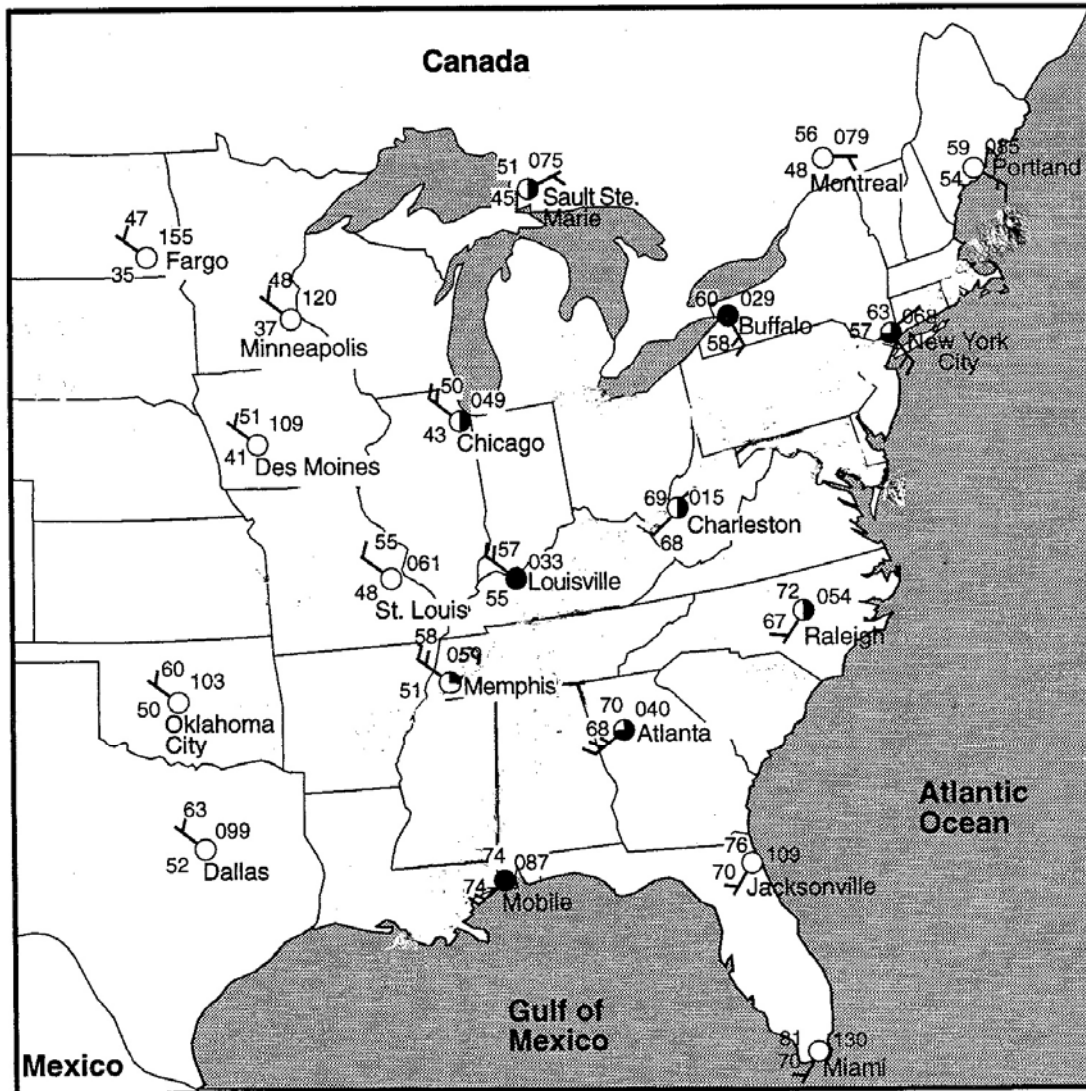 Canada
56 079
48
Montreal
59 085
54 Portland
51 075
45 Sault Ste.
Marie
47
155
35 Fargo
48
120
37
Minneapolis
60 029
Buffalo
58
63 068
57 New York
City
50
049
43 Chicago
51
109
41
Des Moines
69 015
Charleston
68
55
061
48
St. Louis
57
033
Louisville
55
72 054
67 Raleigh
58
Memphis
51
60
103
50
Oklahoma
City
70 040
68 Atlanta
63
099
52 Dallas
74
087
74
Mobile
76 109
70
Jacksonville
Atlantic
Ocean
Gulf of
Mexico
81 130
70 Miami
Mexico